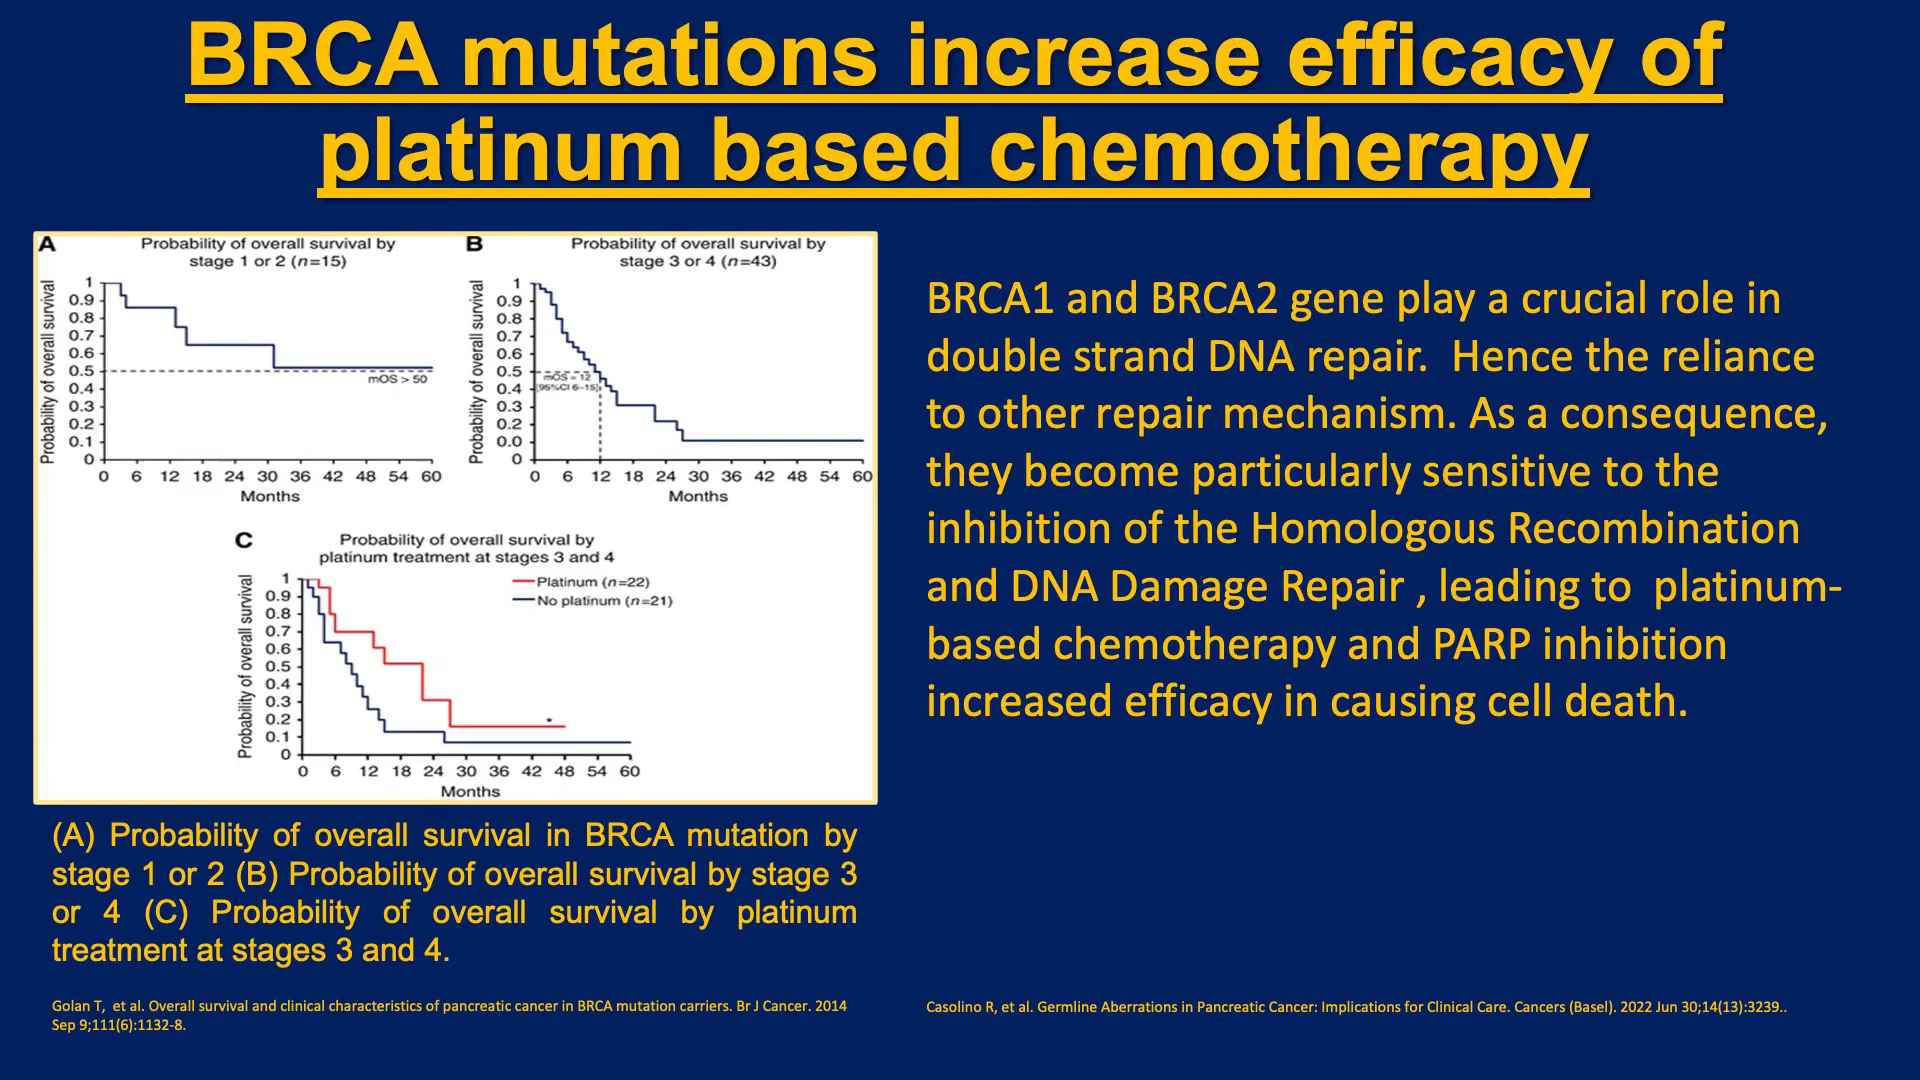 BRCA mutations increase efficacy of
platinum based chemotherapy
A
Probability of overall survival by
stage 1 or 2 (n=15)
Probability of overall survival
1
0.9
0.8
0.7
0.6
0.5
0.4
0.3
0.2
0.1
0
mOS > 50
0 6 12 18 24 30 36 42 48 54 60
Months
B
Probability of overall survival by
stage 3 or 4 (n=43)
Probability of overall survival
1
0.9
0.8
0.7
0.6
0.5
0.4
0.3
0.2
0.0
0
mOS = 12
[95%CI 6–15]
0 6 12 18 24 30 36 42 48 54 60
Months
C
Probability of overall survival by
platinum treatment at stages 3 and 4
Probability of overall survival
1
0.9
0.8
0.7
0.6
0.5
0.4
0.3
0.2
0.1
0
Platinum (n=22)
No platinum (n=21)
*
0 6 12 18 24 30 36 42 48 54 60
Months
(A) Probability of overall survival in BRCA mutation by
stage 1 or 2 (B) Probability of overall survival by stage 3
or 4 (C) Probability of overall survival by platinum
treatment at stages 3 and 4.
Golan T, et al. Overall survival and clinical characteristics of pancreatic cancer in BRCA mutation carriers. Br J Cancer. 2014
Sep 9;111(6):1132-8.
BRCA1 and BRCA2 gene play a crucial role in
double strand DNA repair. Hence the reliance
to other repair mechanism. As a consequence,
they become particularly sensitive to the
inhibition of the Homologous Recombination
and DNA Damage Repair , leading to platinum-
based chemotherapy and PARP inhibition
increased efficacy in causing cell death.
Casolino R, et al. Germline Aberrations in Pancreatic Cancer: Implications for Clinical Care. Cancers (Basel). 2022 Jun 30;14(13):3239..